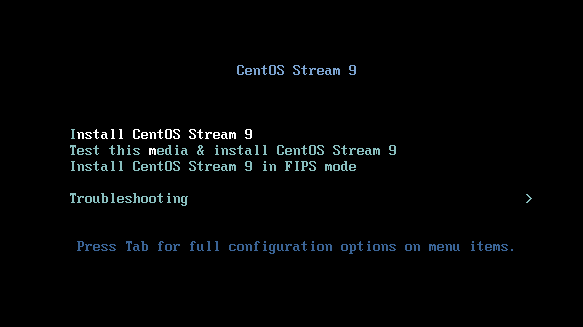 CentOS Stream 9
Install CentOS Stream 9
Test this media & install CentOS Stream 9
Install CentOS Stream 9 in FIPS mode
Troubleshooting >
Press Tab for full configuration options on menu items.